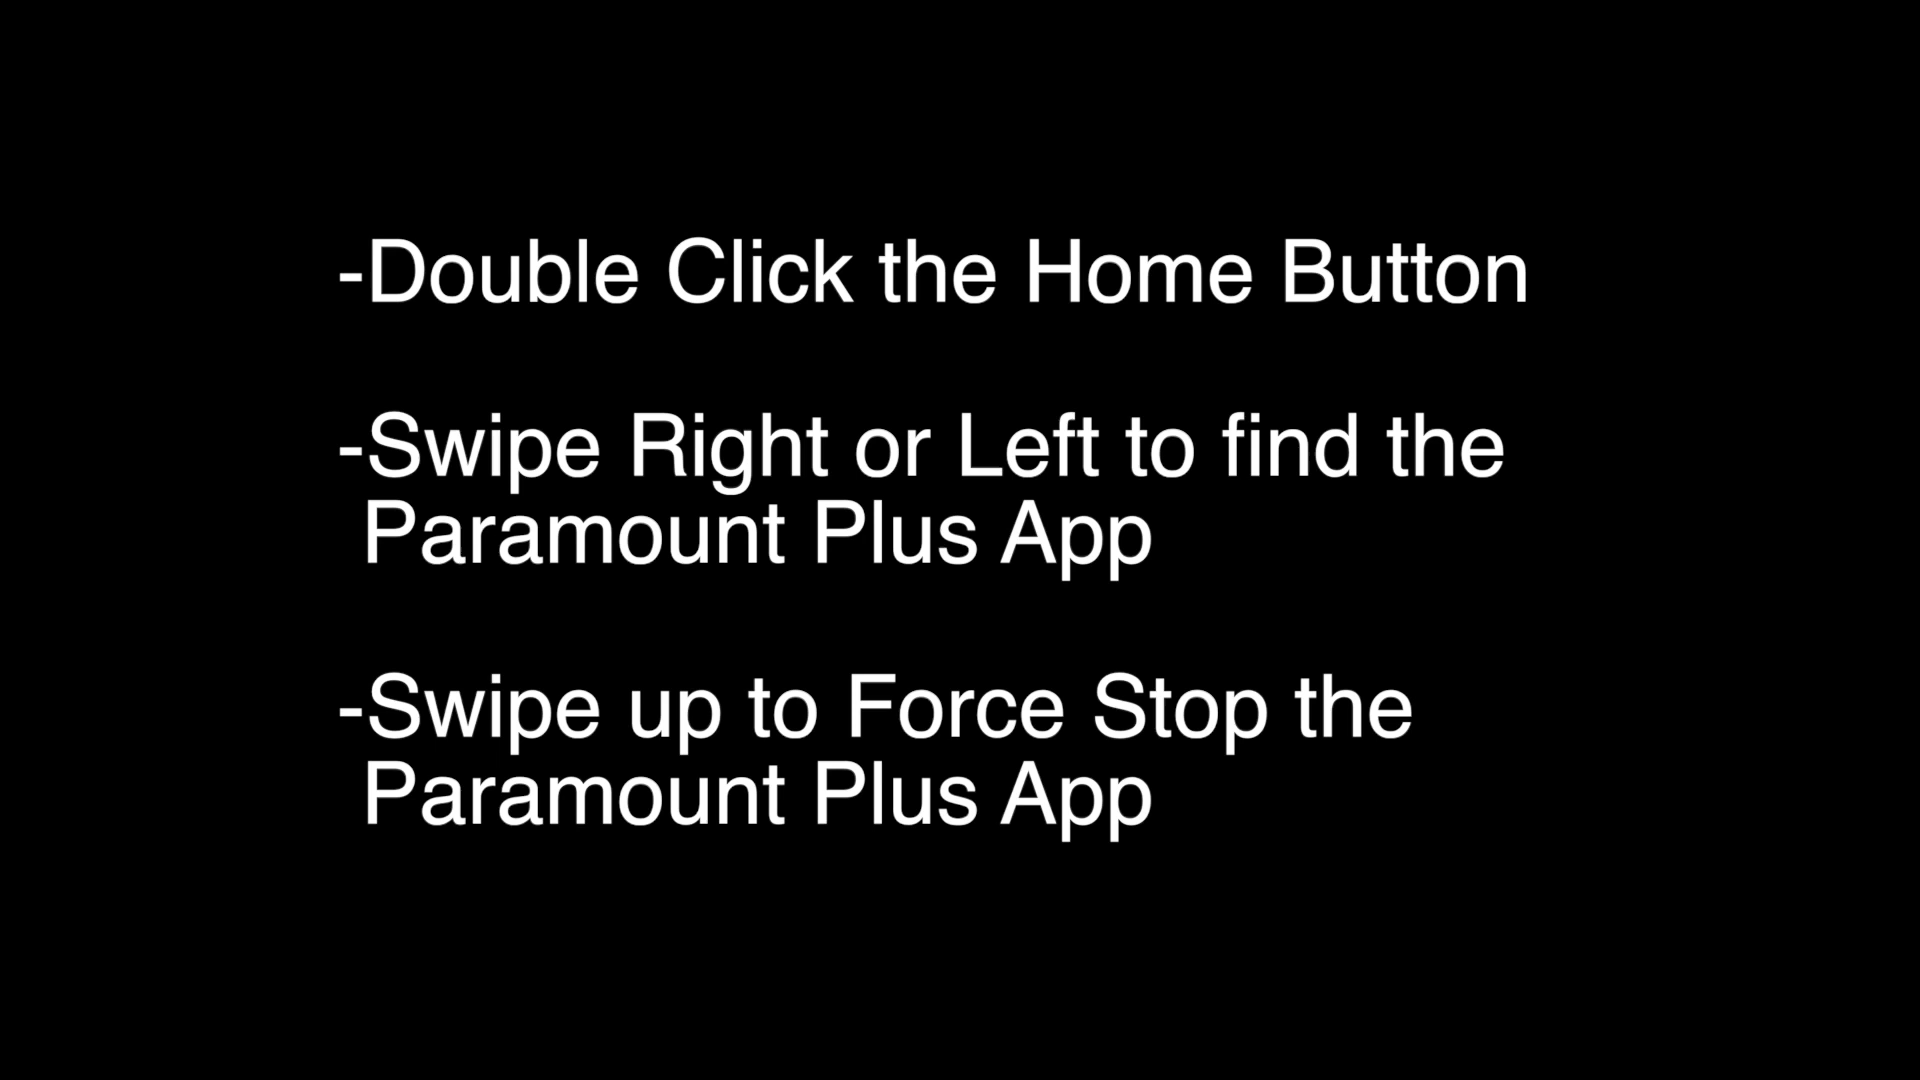 -Double Click the Home Button
-Swipe Right or Left to find the
Paramount Plus App
-Swipe up to Force Stop the
Paramount Plus App